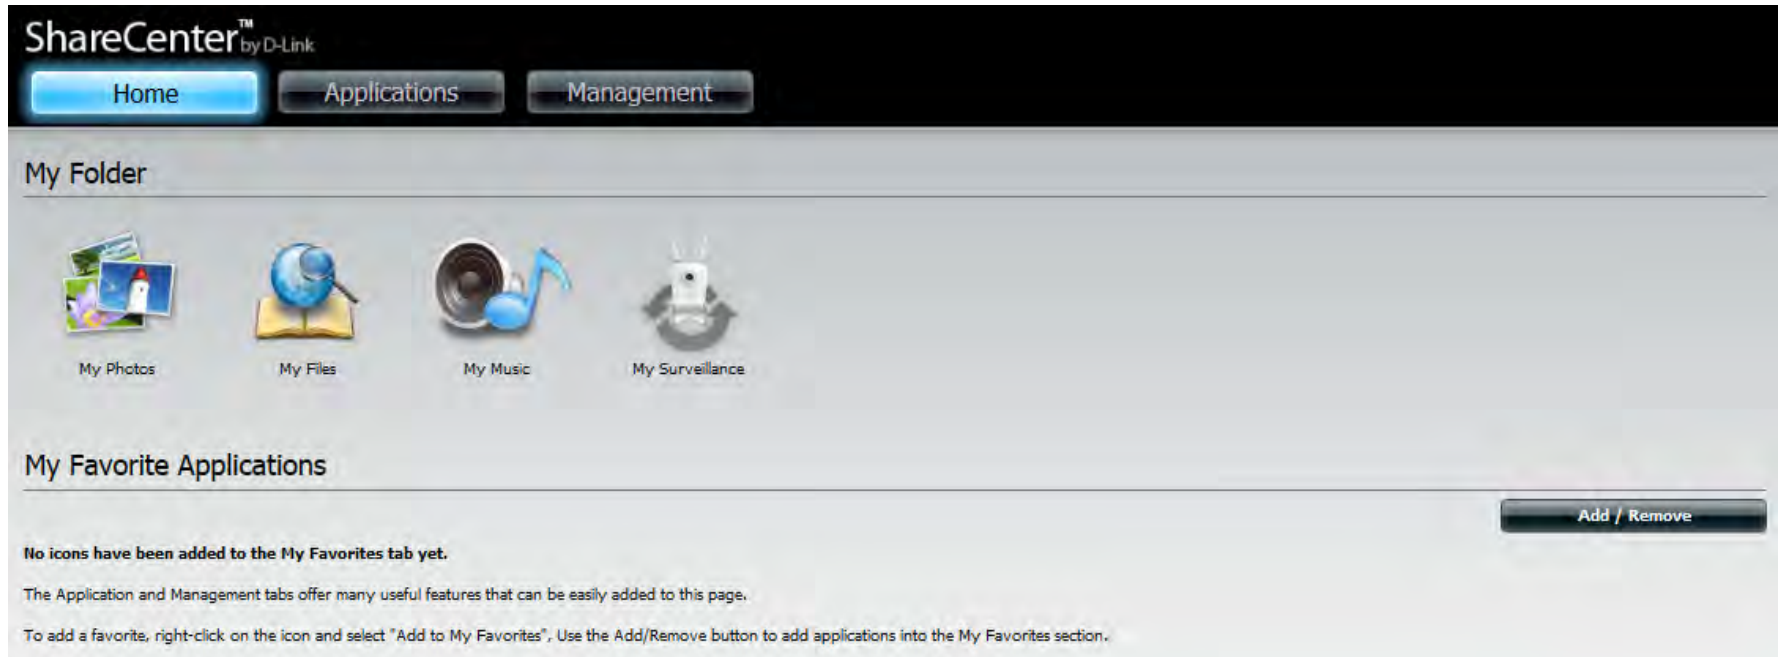 ShareCenter™ by D-Link
Home Applications Management
My Folder
My Photos My Files My Music My Surveillance
My Favorite Applications
Add / Remove
No icons have been added to the My Favorites tab yet.
The Application and Management tabs offer many useful features that can be easily added to this page.
To add a favorite, right-click on the icon and select "Add to My Favorites", Use the Add/Remove button to add applications into the My Favorites section.